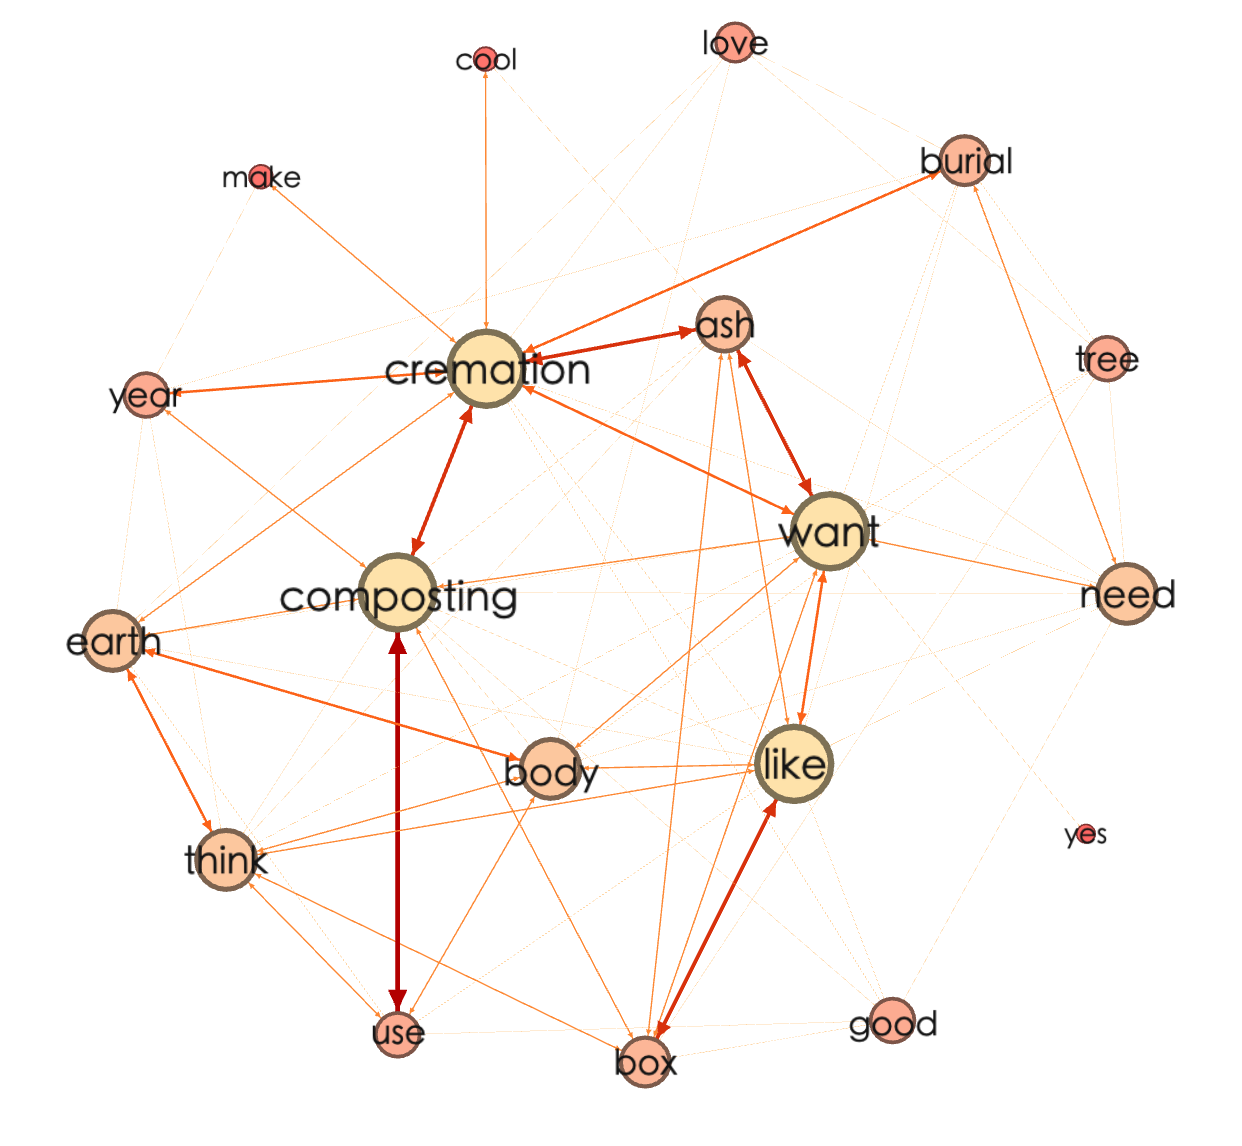 love
cool
burial
make
ash
tree
cremation
year
want
need
composting
earth
like
body
yes
think
good
use
box